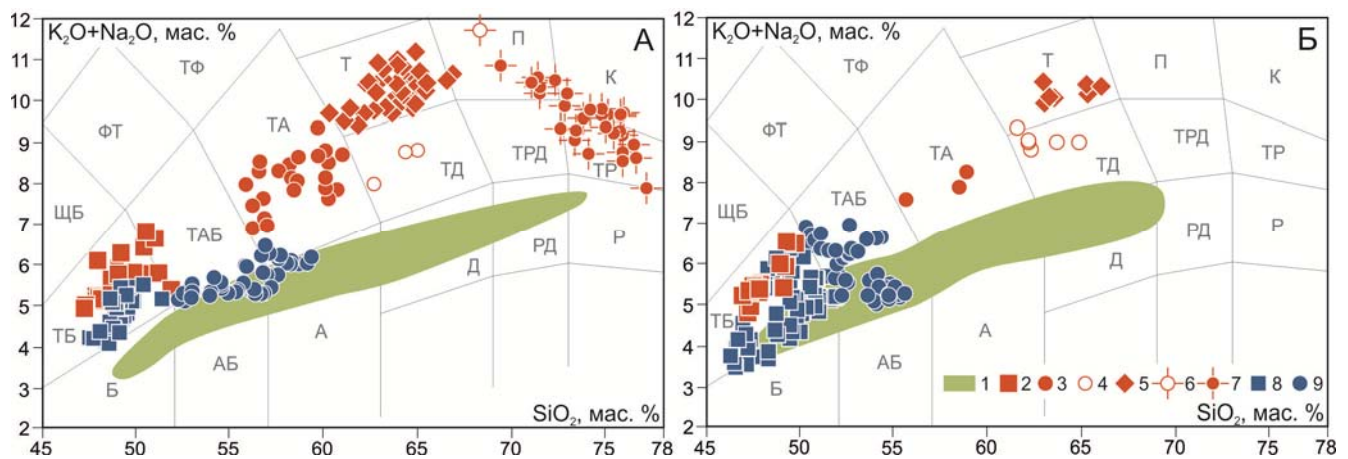 12
11
10
9
8
7
6
5
4
3
2
K₂O+Na₂O, мас. %
А
ТФ
Т
П
К
ФТ
ТА
ТРД
ТР
ТД
ЩБ
ТАБ
РД
Р
Д
ТБ
А
АБ
Б
SiO₂, мас. %
45 50 55 60 65 70 75 78
12
11
10
9
8
7
6
5
4
3
2
K₂O+Na₂O, мас. %
Б
ТФ
Т
П
К
ФТ
ТА
ТРД
ТР
ТД
ЩБ
ТАБ
РД
Р
Д
ТБ
А
АБ
Б
1 2 3 4 5 6 7 8 9
SiO₂, мас. %
45 50 55 60 65 70 75 78